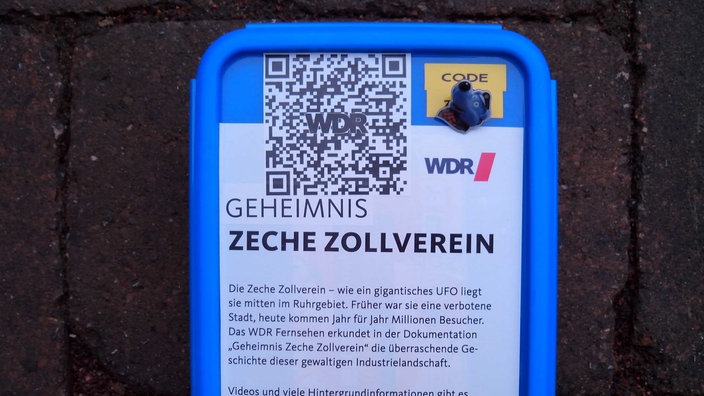 WDR
CODE
WDR
GEHEIMNIS
ZECHE ZOLLVEREIN
Die Zeche Zollverein – wie ein gigantisches UFO liegt
sie mitten im Ruhrgebiet. Früher war sie eine verbotene
Stadt, heute kommen Jahr für Jahr Millionen Besucher.
Das WDR Fernsehen erkundet in der Dokumentation
„Geheimnis Zeche Zollverein“ die überraschende Ge-
schichte dieser gewaltigen Industrielandschaft.
Videos und viele Hintergrundinformationen gibt es